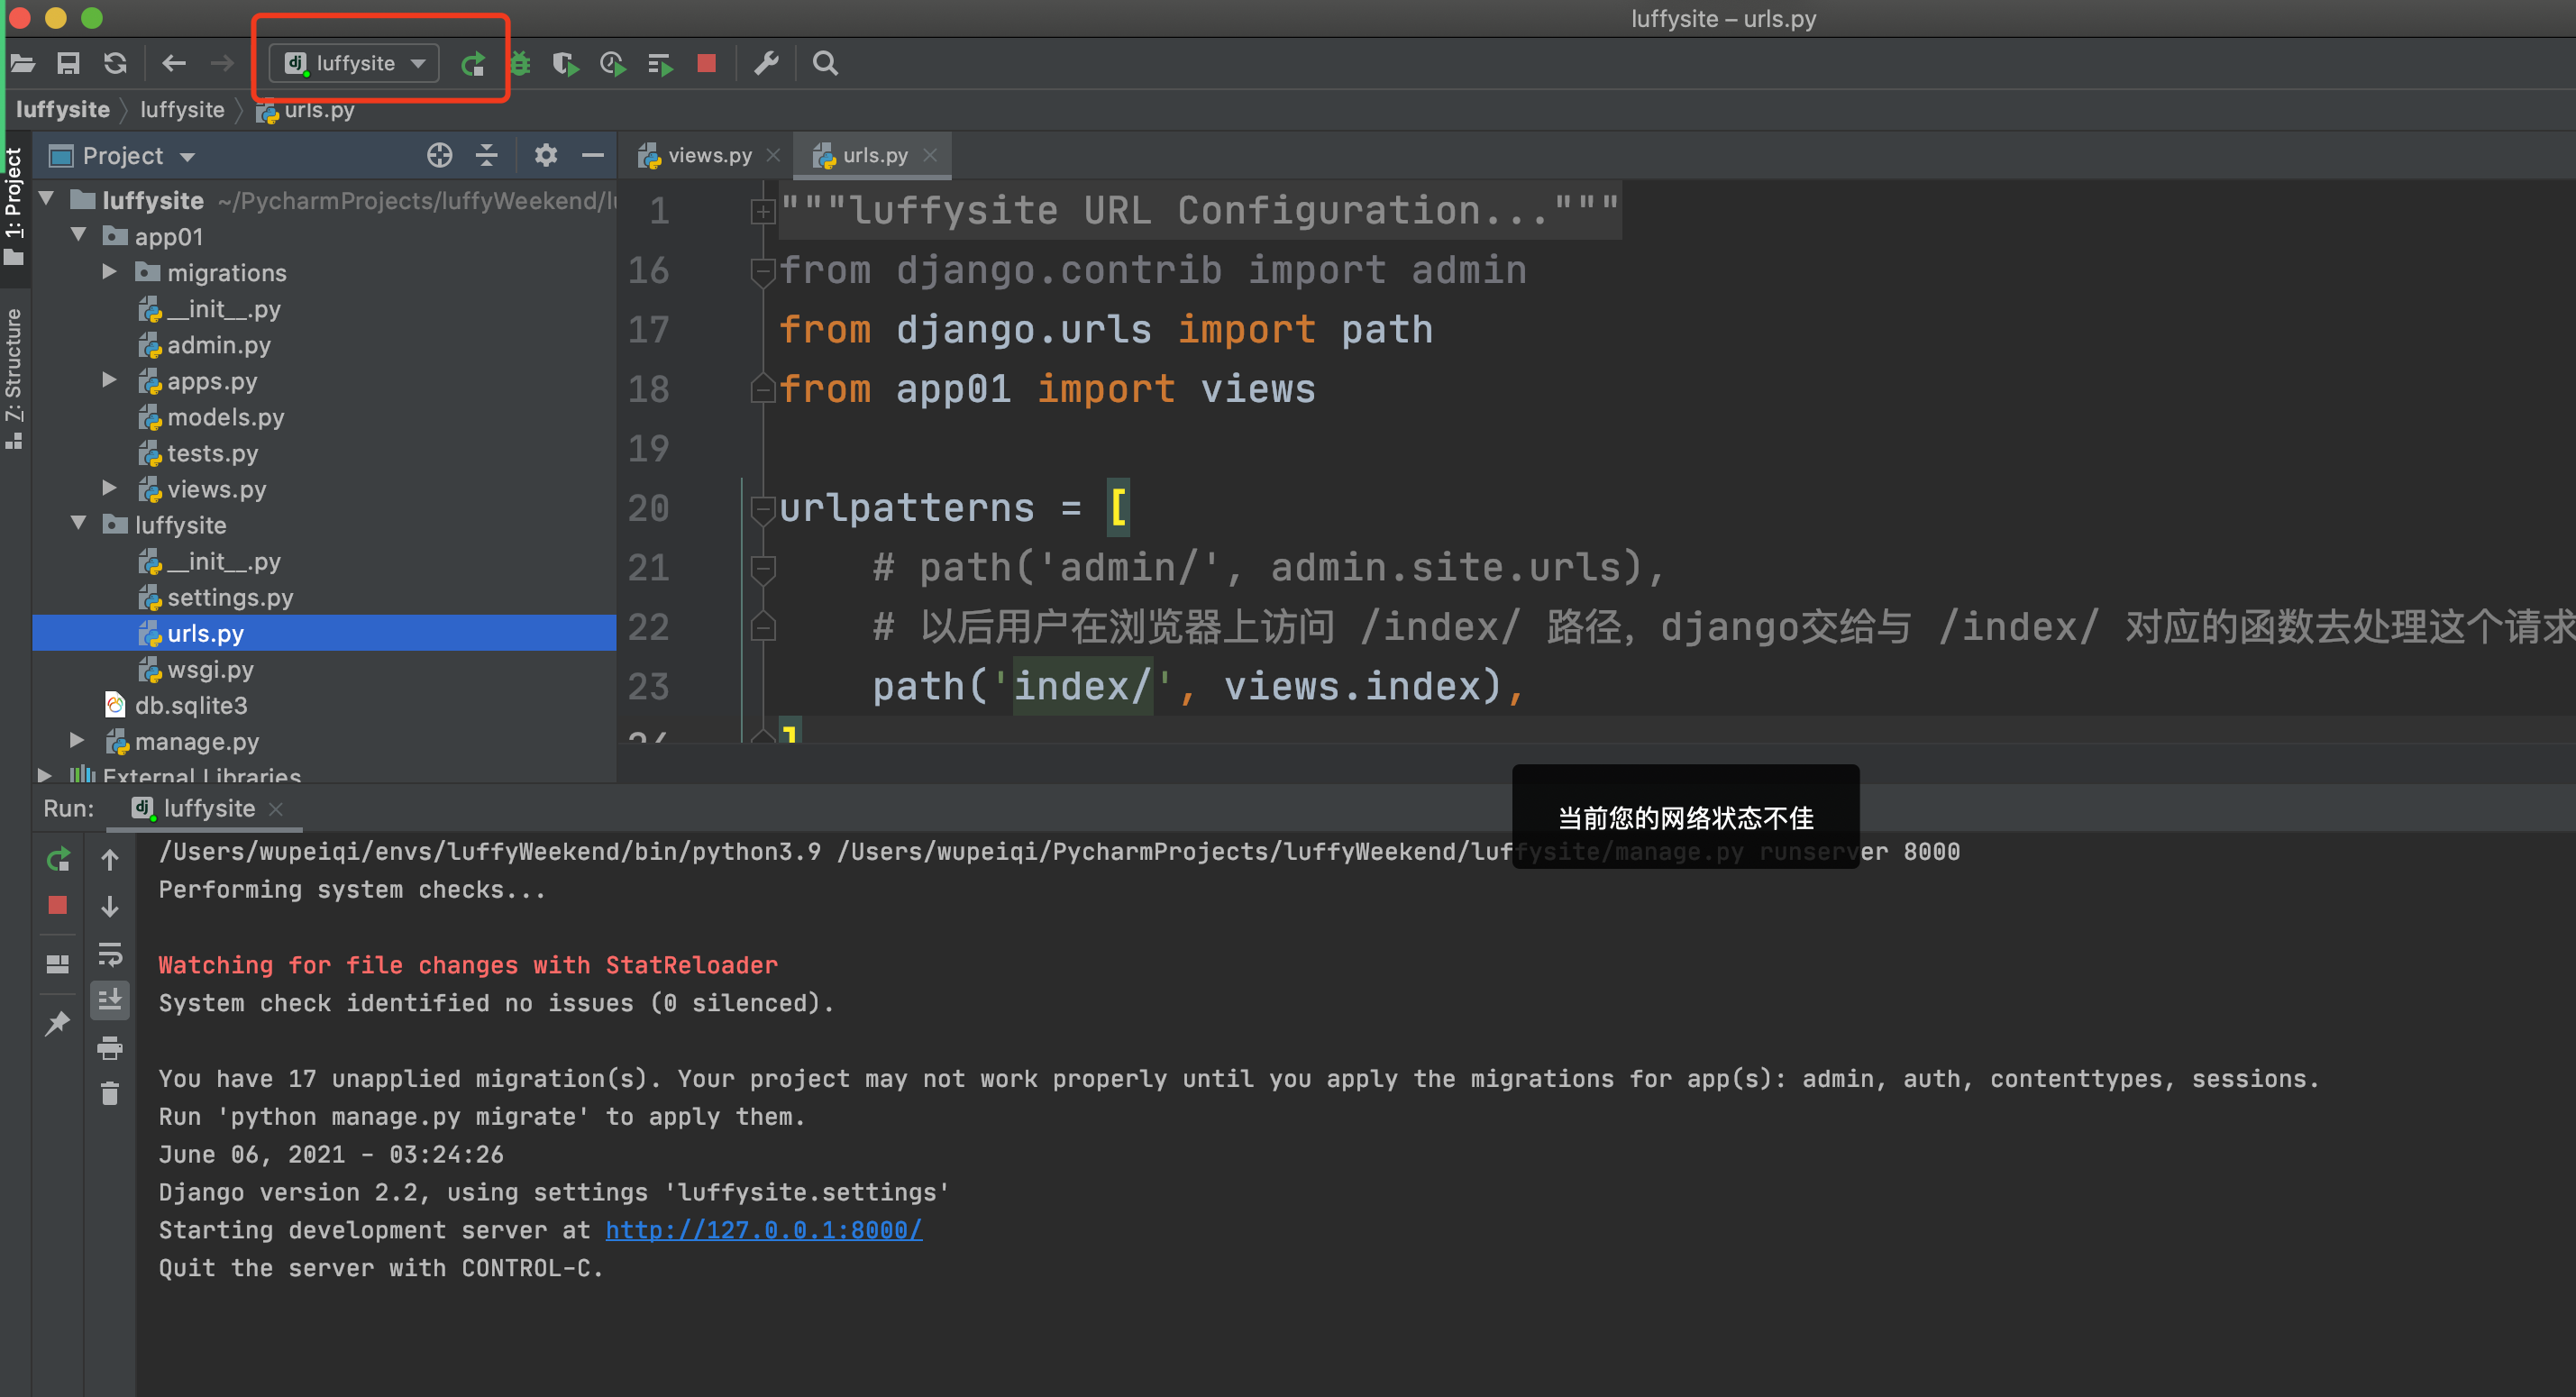 luffysite – urls.py
dj luffysite
luffysite luffysite urls.py
1: Project
Z: Structure
Project
luffysite ~/PycharmProjects/luffyWeekend/lu
app01
migrations
__init__.py
admin.py
apps.py
models.py
tests.py
views.py
luffysite
__init__.py
settings.py
urls.py
wsgi.py
db.sqlite3
manage.py
External Libraries
views.py urls.py
1 """luffysite URL Configuration..."""
16 from django.contrib import admin
17 from django.urls import path
18 from app01 import views
19
20 urlpatterns = [
21 # path('admin/', admin.site.urls),
22 # 以后用户在浏览器上访问 /index/ 路径，django交给与 /index/ 对应的函数去处理这个请求
23 path('index/', views.index),
24 ]
当前您的网络状态不佳
Run: dj luffysite
/Users/wupeiqi/envs/luffyWeekend/bin/python3.9 /Users/wupeiqi/PycharmProjects/luffyWeekend/luffysite/manage.py runserver 8000
Performing system checks...
Watching for file changes with StatReloader
System check identified no issues (0 silenced).
You have 17 unapplied migration(s). Your project may not work properly until you apply the migrations for app(s): admin, auth, contenttypes, sessions.
Run 'python manage.py migrate' to apply them.
June 06, 2021 - 03:24:26
Django version 2.2, using settings 'luffysite.settings'
Starting development server at http://127.0.0.1:8000/
Quit the server with CONTROL-C.